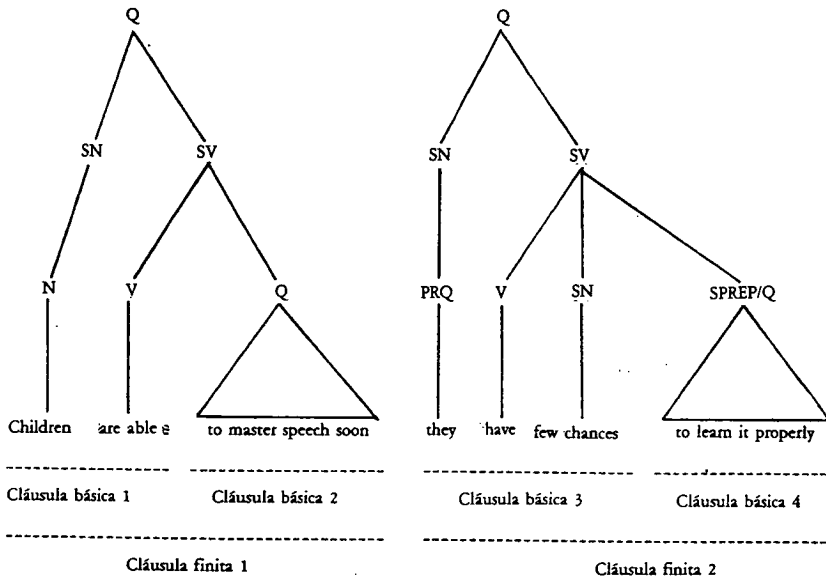 Q Q
SN SV SN SV
N V Q PRQ V SN SPREP/Q
Children are able to master speech soon they have few chances to learn it properly
Cláusula básica 1 Cláusula básica 2 Cláusula básica 3 Cláusula básica 4
Cláusula finita 1 Cláusula finita 2